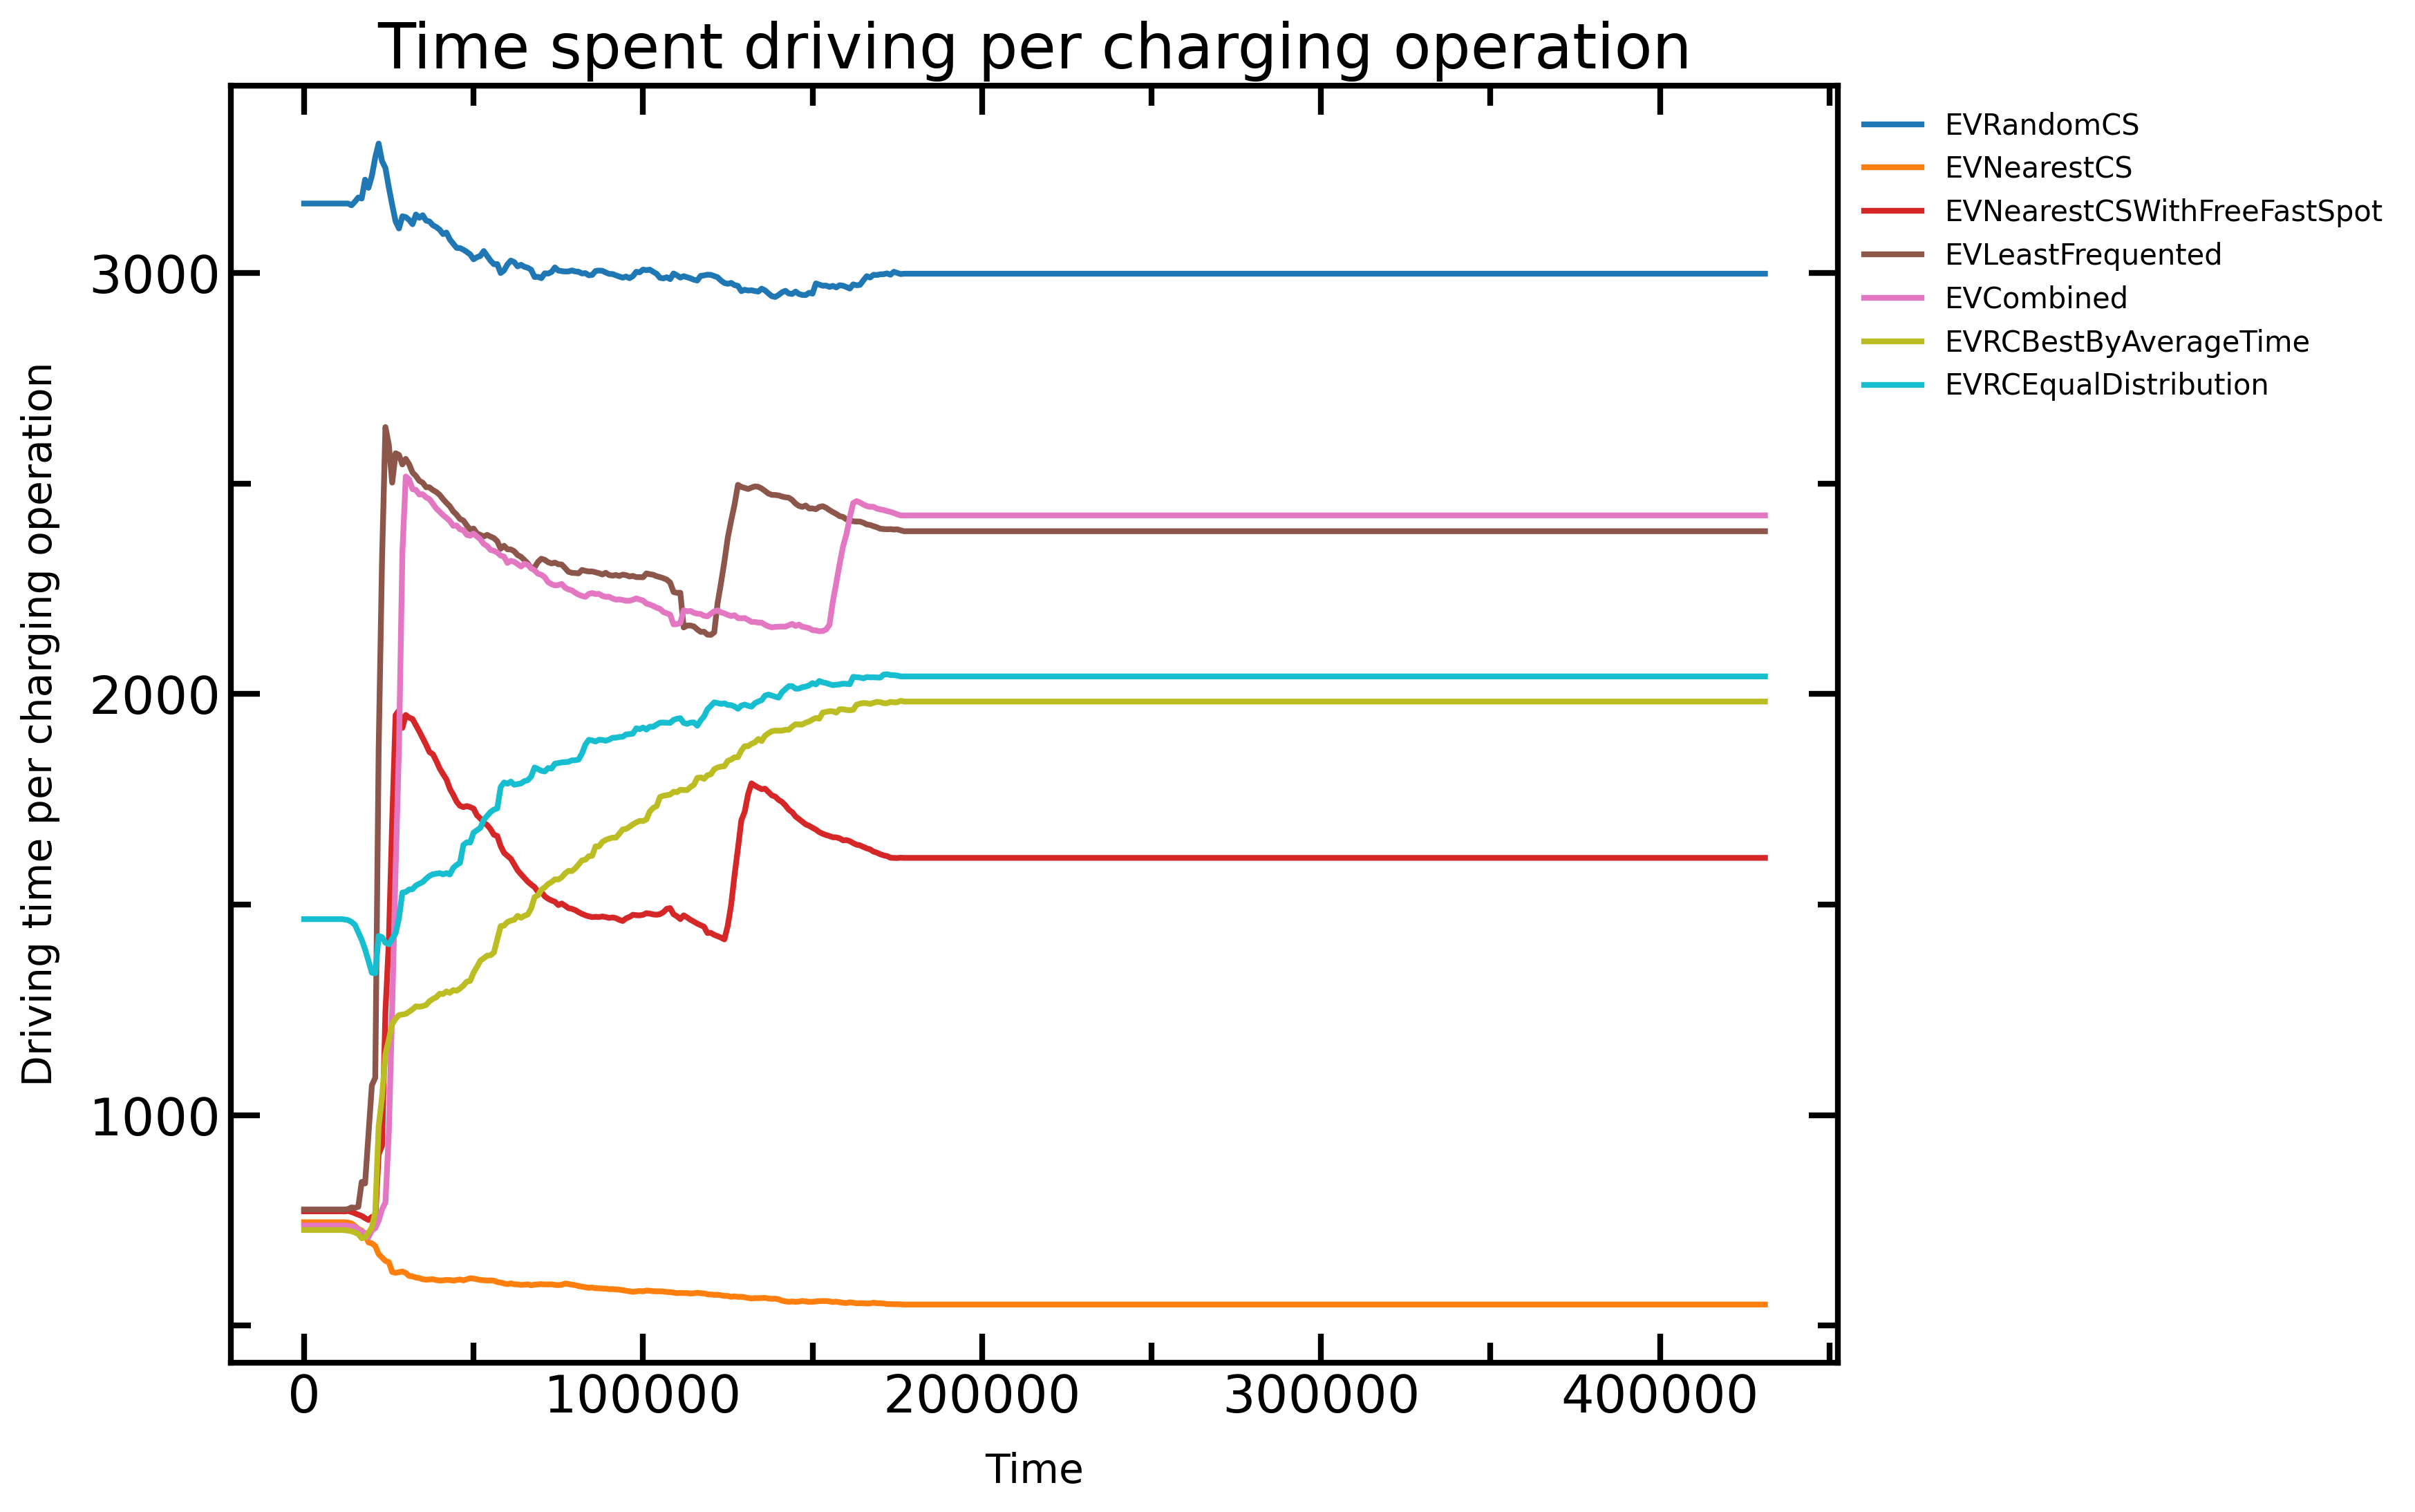 Time spent driving per charging operation
Driving time per charging operation
3000
2000
1000
0
100000
200000
300000
400000
Time
EVRandomCS
EVNearestCS
EVNearestCSWithFreeFastSpot
EVLeastFrequented
EVCombined
EVRCBestByAverageTime
EVRCEqualDistribution